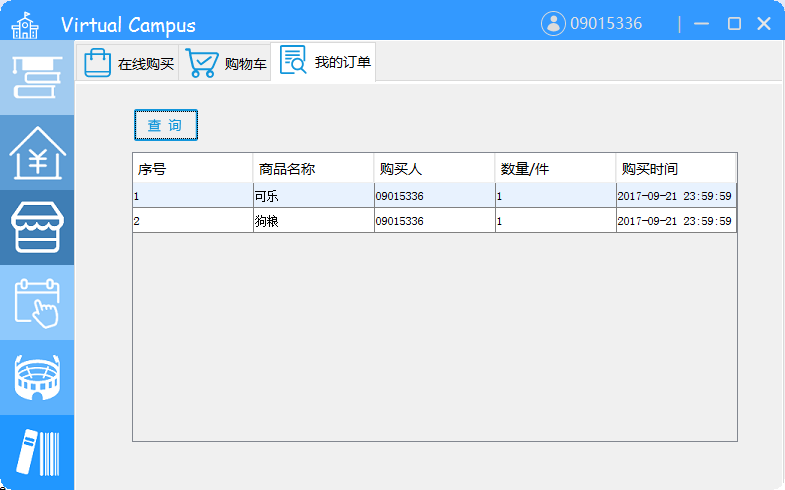 Virtual Campus 09015336
在线购买 购物车 我的订单
查 询
序号 商品名称 购买人 数量/件 购买时间
1 可乐 09015336 1 2017-09-21 23:59:59
2 狗粮 09015336 1 2017-09-21 23:59:59